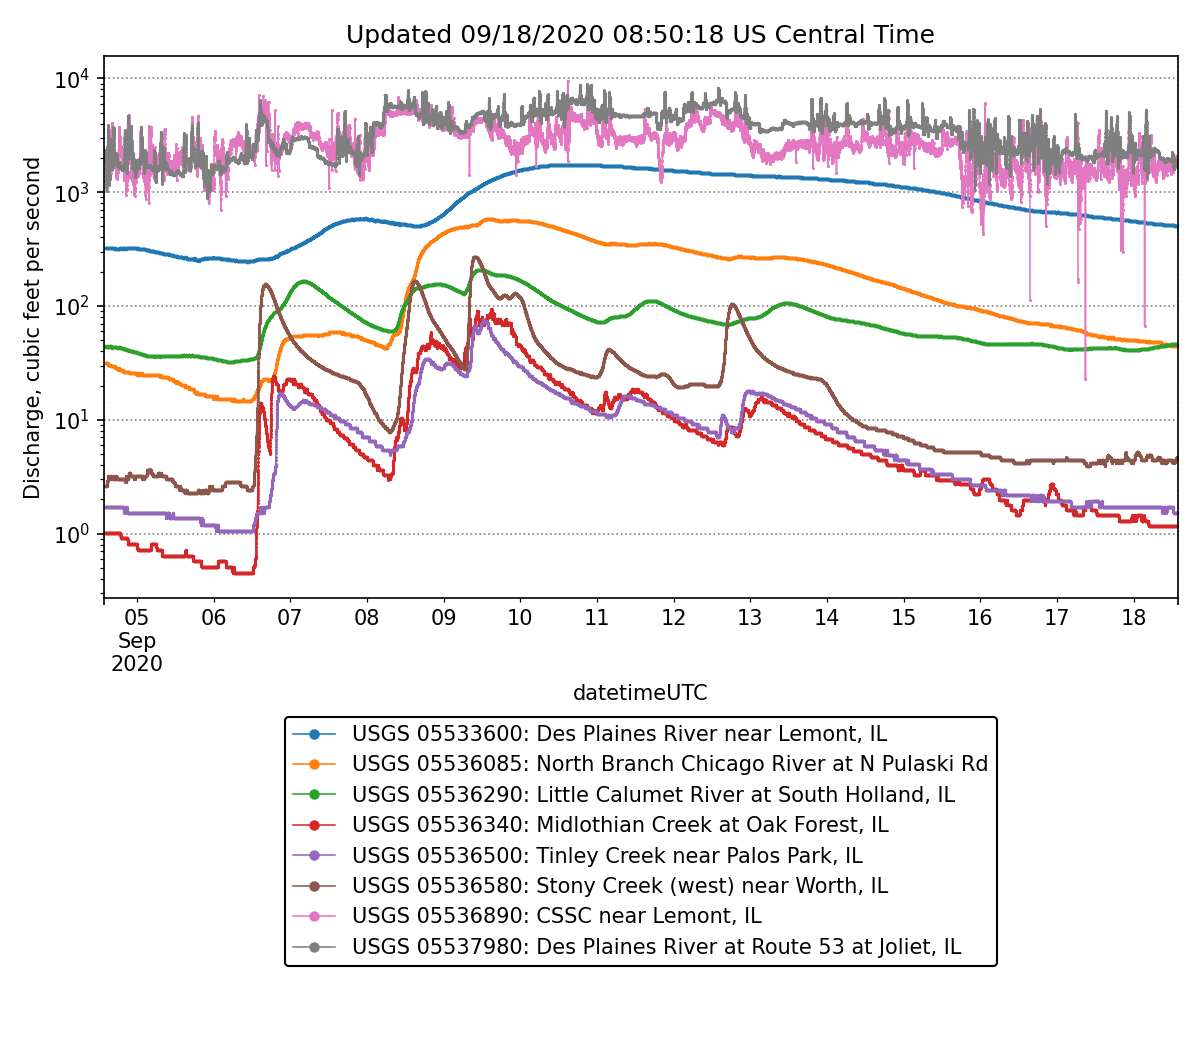 Updated 09/18/2020 08:50:18 US Central Time
Discharge, cubic feet per second
10^4
10^3
10^2
10^1
10^0
05 06 07 08 09 10 11 12 13 14 15 16 17 18
Sep
2020
datetimeUTC
USGS 05533600: Des Plaines River near Lemont, IL
USGS 05536085: North Branch Chicago River at N Pulaski Rd
USGS 05536290: Little Calumet River at South Holland, IL
USGS 05536340: Midlothian Creek at Oak Forest, IL
USGS 05536500: Tinley Creek near Palos Park, IL
USGS 05536580: Stony Creek (west) near Worth, IL
USGS 05536890: CSSC near Lemont, IL
USGS 05537980: Des Plaines River at Route 53 at Joliet, IL